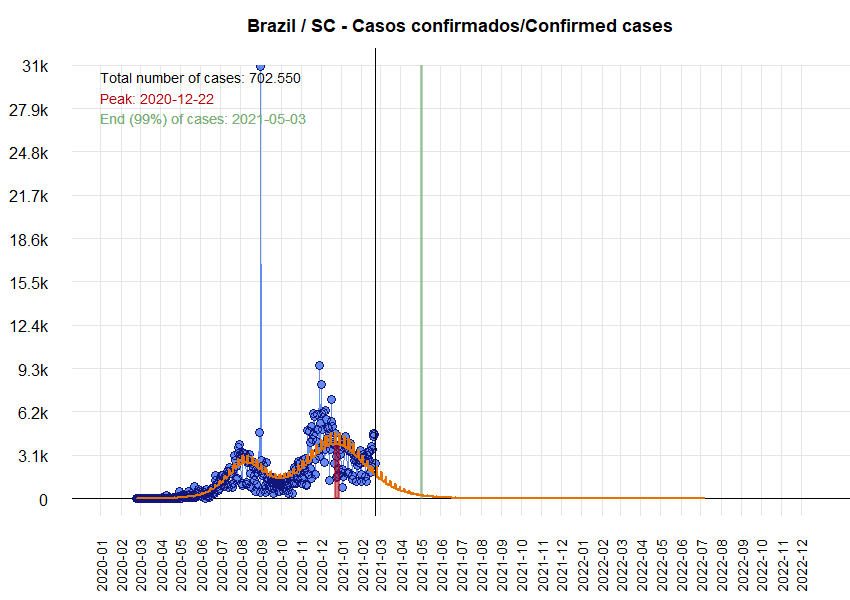 Brazil / SC - Casos confirmados/Confirmed cases
Total number of cases: 702.550
Peak: 2020-12-22
End (99%) of cases: 2021-05-03
31k
27.9k
24.8k
21.7k
18.6k
15.5k
12.4k
9.3k
6.2k
3.1k
0
2020-01
2020-02
2020-03
2020-04
2020-05
2020-06
2020-07
2020-08
2020-09
2020-10
2020-11
2020-12
2021-01
2021-02
2021-03
2021-04
2021-05
2021-06
2021-07
2021-08
2021-09
2021-10
2021-11
2021-12
2022-01
2022-02
2022-03
2022-04
2022-05
2022-06
2022-07
2022-08
2022-09
2022-10
2022-11
2022-12